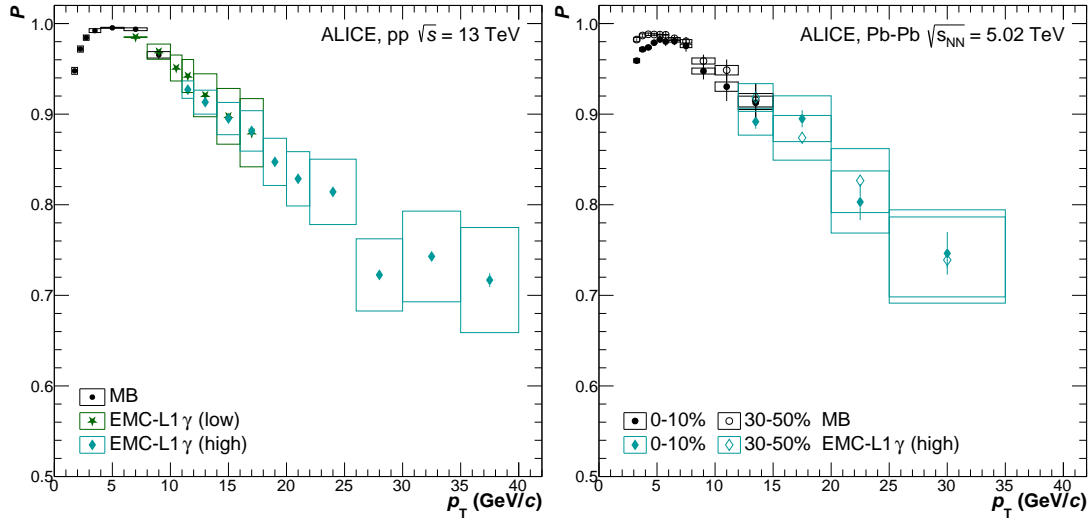 P
1.0
0.9
0.8
0.7
0.6
0.5
ALICE, pp √s = 13 TeV
MB
EMC-L1γ (low)
EMC-L1γ (high)
0 5 10 15 20 25 30 35 40
p_T (GeV/c)
P
1.0
0.9
0.8
0.7
0.6
0.5
ALICE, Pb-Pb √s_NN = 5.02 TeV
0-10% 30-50% MB
0-10% 30-50% EMC-L1γ (high)
0 5 10 15 20 25 30 35 40
p_T (GeV/c)